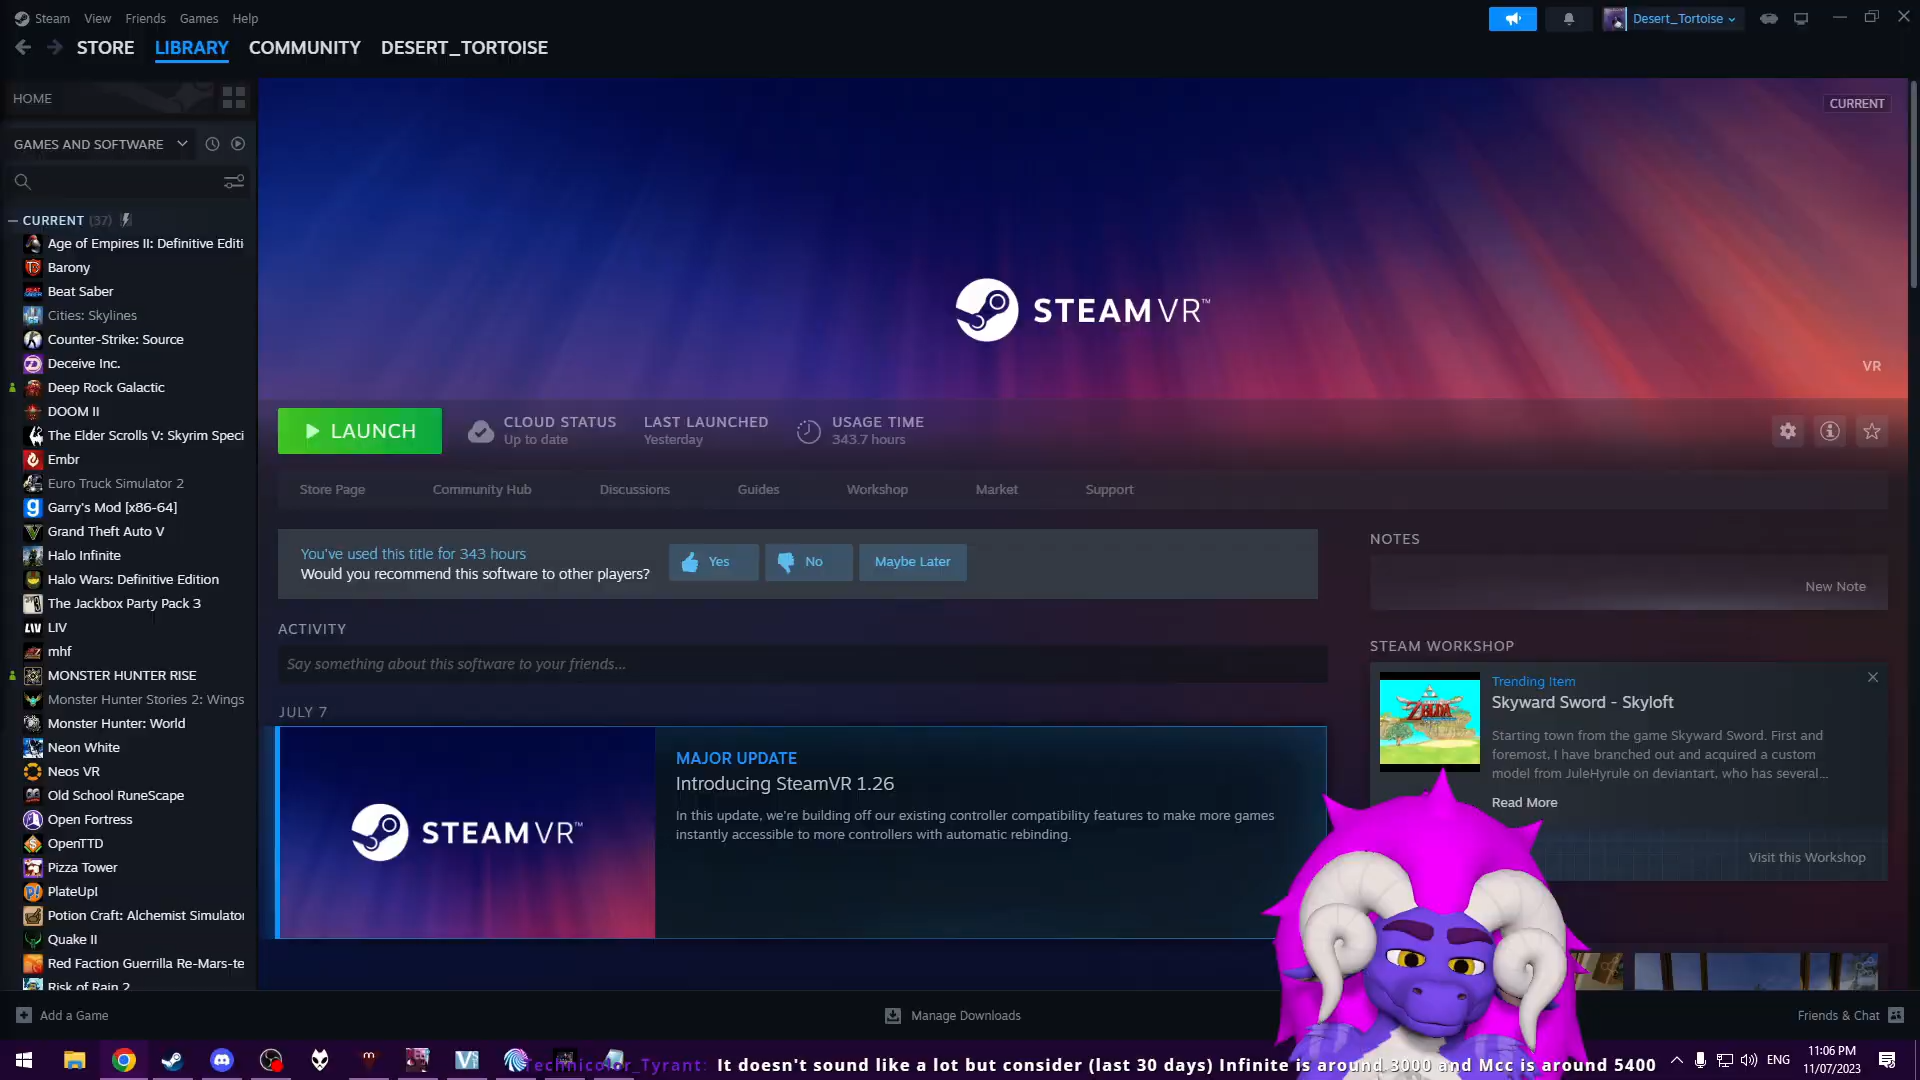 Steam View Friends Games Help
Desert_Tortoise
STORE LIBRARY COMMUNITY DESERT_TORTOISE
HOME
CURRENT
GAMES AND SOFTWARE
CURRENT (37)
Age of Empires II: Definitive Editi
Barony
Beat Saber
Cities: Skylines
Counter-Strike: Source
Deceive Inc.
Deep Rock Galactic
DOOM II
The Elder Scrolls V: Skyrim Speci
Embr
Euro Truck Simulator 2
Garry's Mod [x86-64]
Grand Theft Auto V
Halo Infinite
Halo Wars: Definitive Edition
The Jackbox Party Pack 3
LIV
mhf
MONSTER HUNTER RISE
Monster Hunter Stories 2: Wings
Monster Hunter: World
Neon White
Neos VR
Old School RuneScape
Open Fortress
OpenTTD
Pizza Tower
PlateUp!
Potion Craft: Alchemist Simulator
Quake II
Red Faction Guerrilla Re-Mars-te
Risk of Rain 2
STEAMVR™
VR
LAUNCH
CLOUD STATUS
Up to date
LAST LAUNCHED
Yesterday
USAGE TIME
343.7 hours
Store Page Community Hub Discussions Guides Workshop Market Support
You've used this title for 343 hours
Would you recommend this software to other players?
Yes No Maybe Later
ACTIVITY
Say something about this software to your friends...
JULY 7
STEAMVR™
MAJOR UPDATE
Introducing SteamVR 1.26
In this update, we're building off our existing controller compatibility features to make more games
instantly accessible to more controllers with automatic rebinding.
NOTES
New Note
STEAM WORKSHOP
ZELDA
Trending Item
Skyward Sword - Skyloft
Starting town from the game Skyward Sword. First and
foremost, I have branched out and acquired a custom
model from JuleHyrule on deviantart, who has several...
Read More
Visit this Workshop
Add a Game
Manage Downloads
Friends & Chat
Technicolor_Tyrant: It doesn't sound like a lot but consider (last 30 days) Infinite is around 3000 and Mcc is around 5400
ENG
11:06 PM
11/07/2023